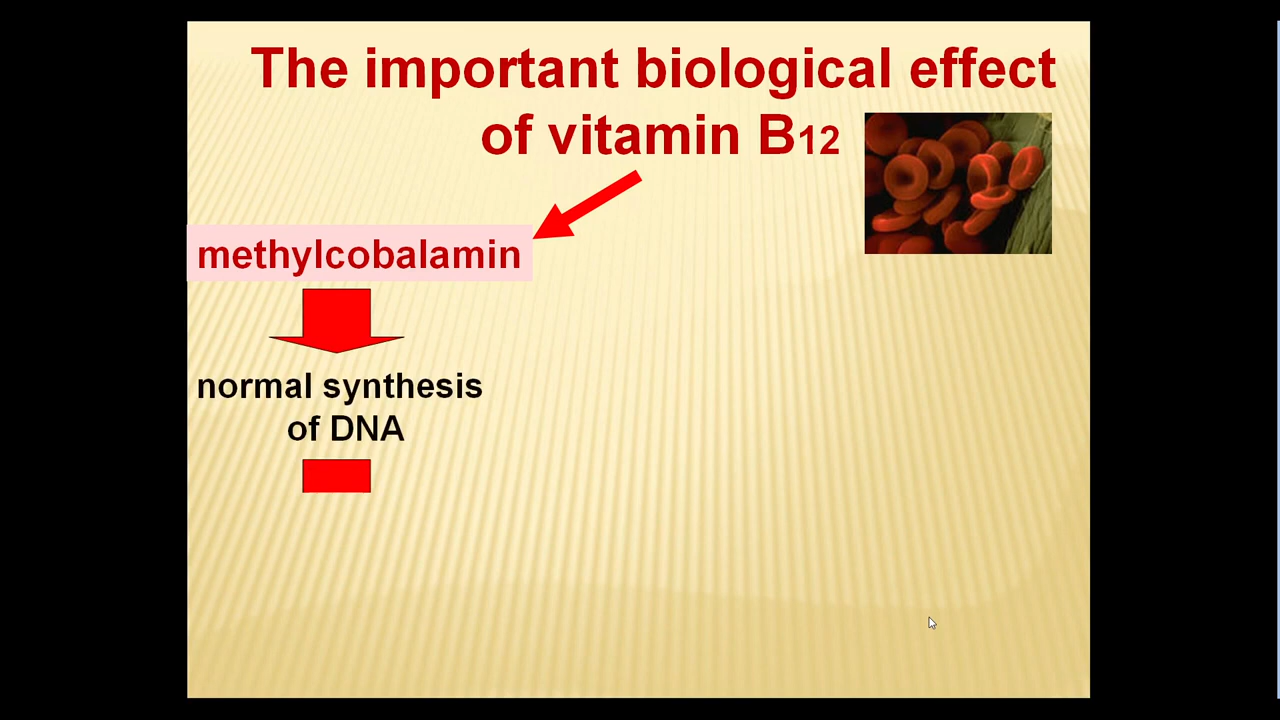 The important biological effect
of vitamin B12
methylcobalamin
normal synthesis
of DNA